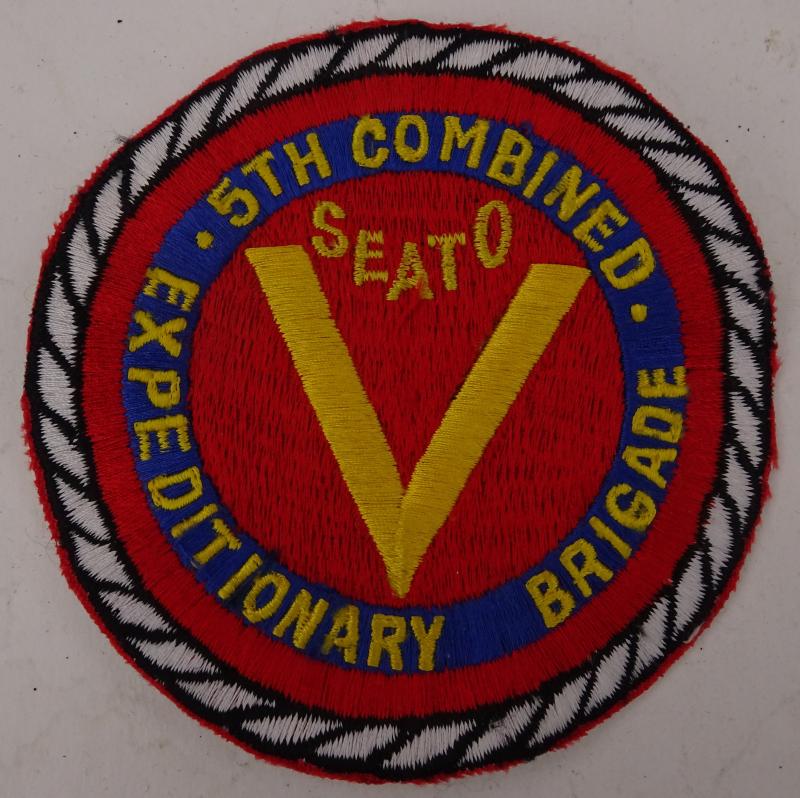 · 5TH COMBINED ·
EXPEDITIONARY BRIGADE
SEATO
V